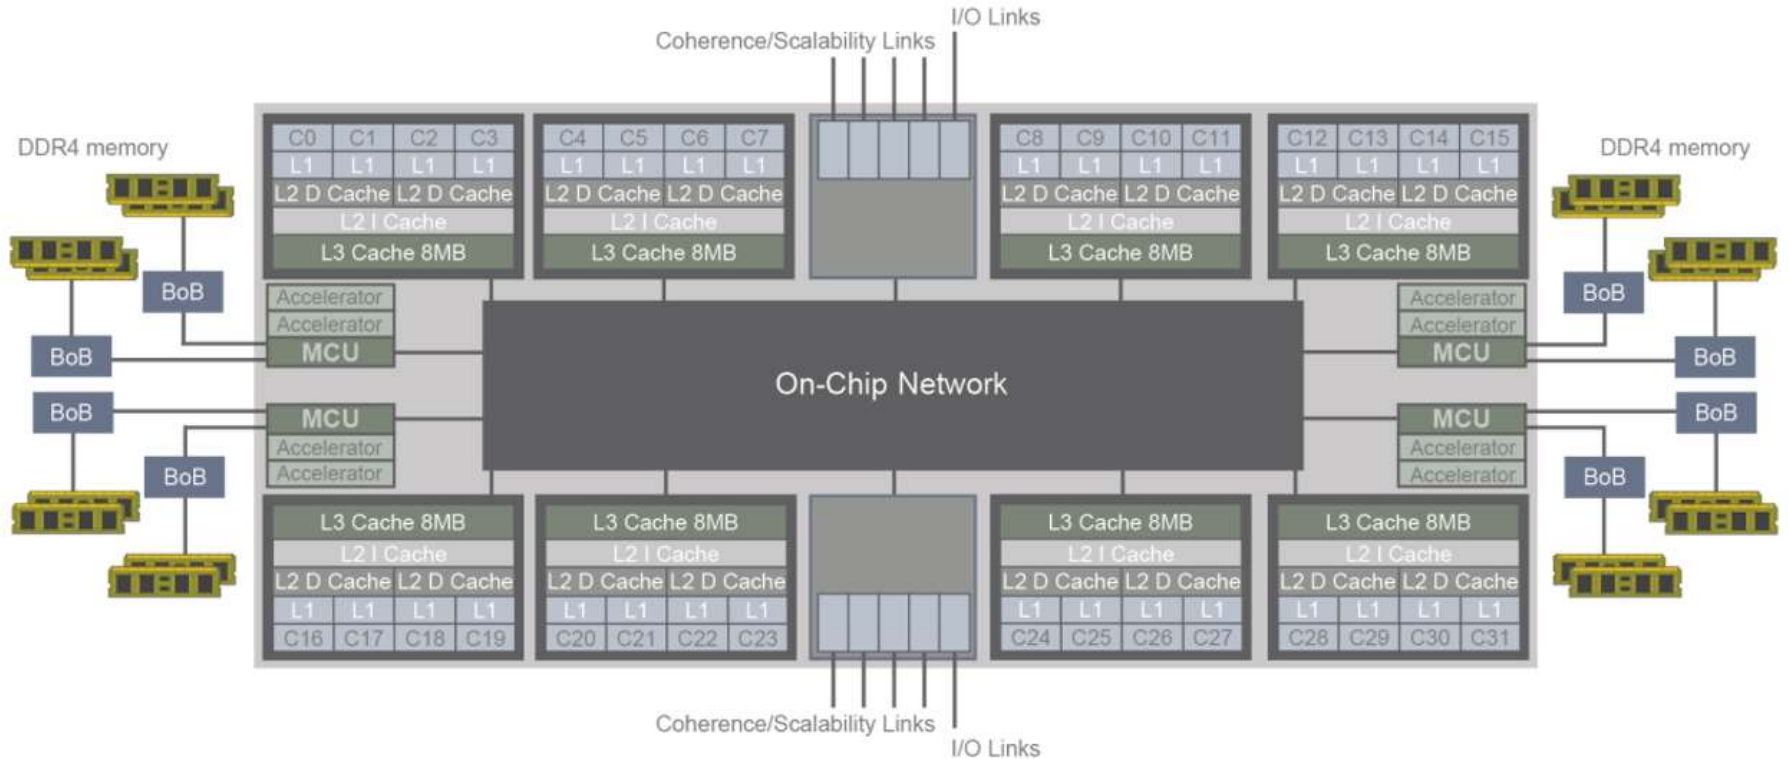 I/O Links
Coherence/Scalability Links
DDR4 memory
DDR4 memory
C0 C1 C2 C3
L1 L1 L1 L1
L2 D Cache L2 D Cache
L2 I Cache
L3 Cache 8MB
C4 C5 C6 C7
L1 L1 L1 L1
L2 D Cache L2 D Cache
L2 I Cache
L3 Cache 8MB
C8 C9 C10 C11
L1 L1 L1 L1
L2 D Cache L2 D Cache
L2 I Cache
L3 Cache 8MB
C12 C13 C14 C15
L1 L1 L1 L1
L2 D Cache L2 D Cache
L2 I Cache
L3 Cache 8MB
BoB
BoB
Accelerator
Accelerator
MCU
Accelerator
Accelerator
MCU
BoB
BoB
On-Chip Network
BoB
BoB
MCU
Accelerator
Accelerator
MCU
Accelerator
Accelerator
BoB
BoB
L3 Cache 8MB
L2 I Cache
L2 D Cache L2 D Cache
L1 L1 L1 L1
C16 C17 C18 C19
L3 Cache 8MB
L2 I Cache
L2 D Cache L2 D Cache
L1 L1 L1 L1
C20 C21 C22 C23
L3 Cache 8MB
L2 I Cache
L2 D Cache L2 D Cache
L1 L1 L1 L1
C24 C25 C26 C27
L3 Cache 8MB
L2 I Cache
L2 D Cache L2 D Cache
L1 L1 L1 L1
C28 C29 C30 C31
Coherence/Scalability Links
I/O Links